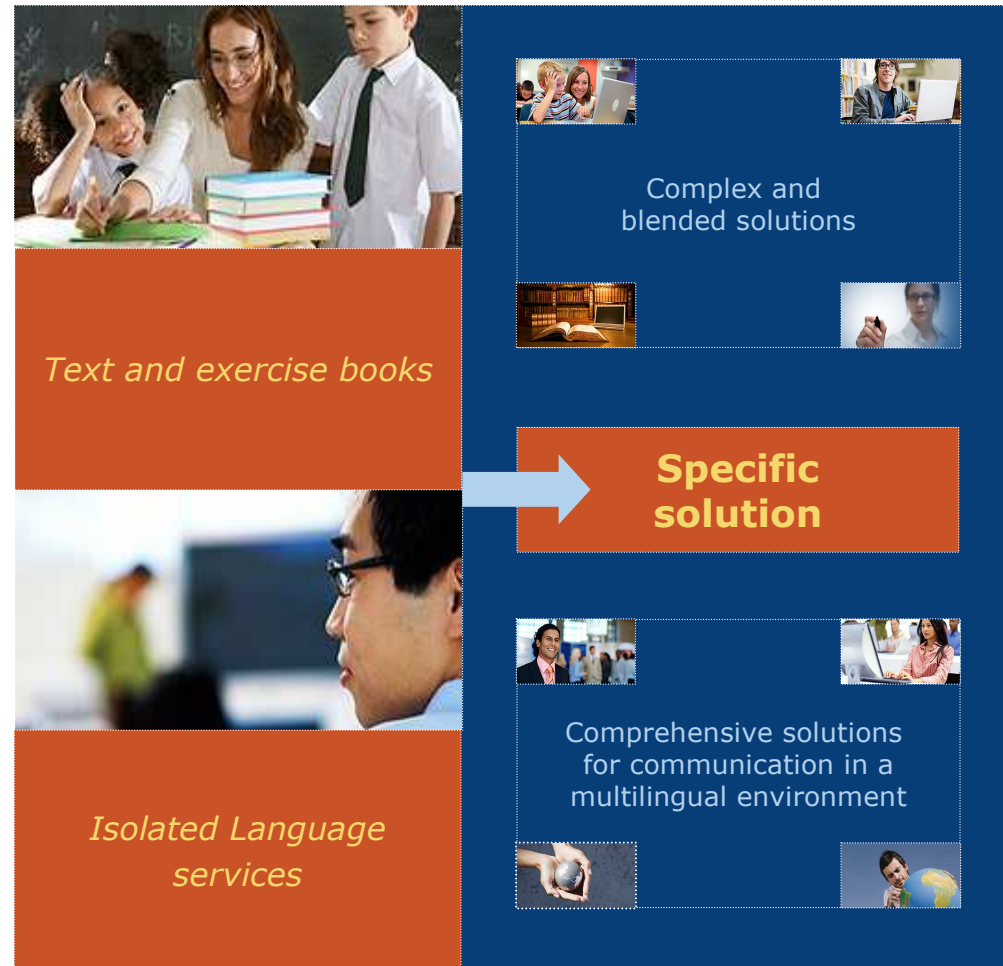 Text and exercise books
Isolated Language
services
Complex and
blended solutions
Specific
solution
Comprehensive solutions
for communication in a
multilingual environment